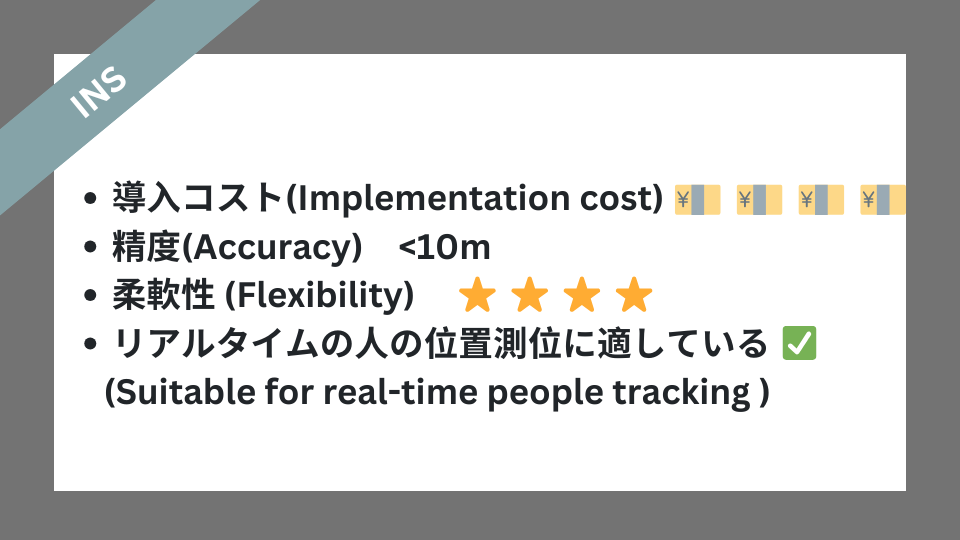 INS
• 導入コスト(Implementation cost) 💴 💴 💴 💴
• 精度(Accuracy) <10m
• 柔軟性 (Flexibility) ⭐ ⭐ ⭐ ⭐
• リアルタイムの人の位置測位に適している ✅
(Suitable for real-time people tracking )